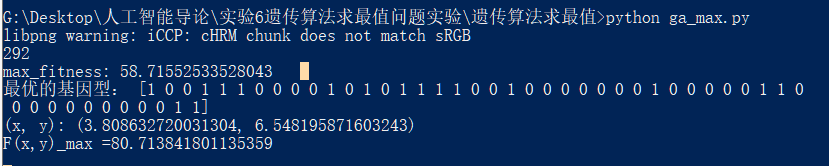 G:\Desktop\人工智能导论\实验6遗传算法求最值问题实验\遗传算法求最值>python ga_max.py
libpng warning: iCCP: cHRM chunk does not match sRGB
292
max_fitness: 58.71552533528043
最优的基因型: [1 0 0 1 1 1 0 0 0 0 1 0 1 0 1 1 1 1 0 0 1 0 0 0 0 0 0 0 1 0 0 0 0 0 1 1 0
0 0 0 0 0 0 0 0 0 1 1]
(x, y): (3.808632720031304, 6.548195871603243)
F(x,y)_max =80.713841801135359